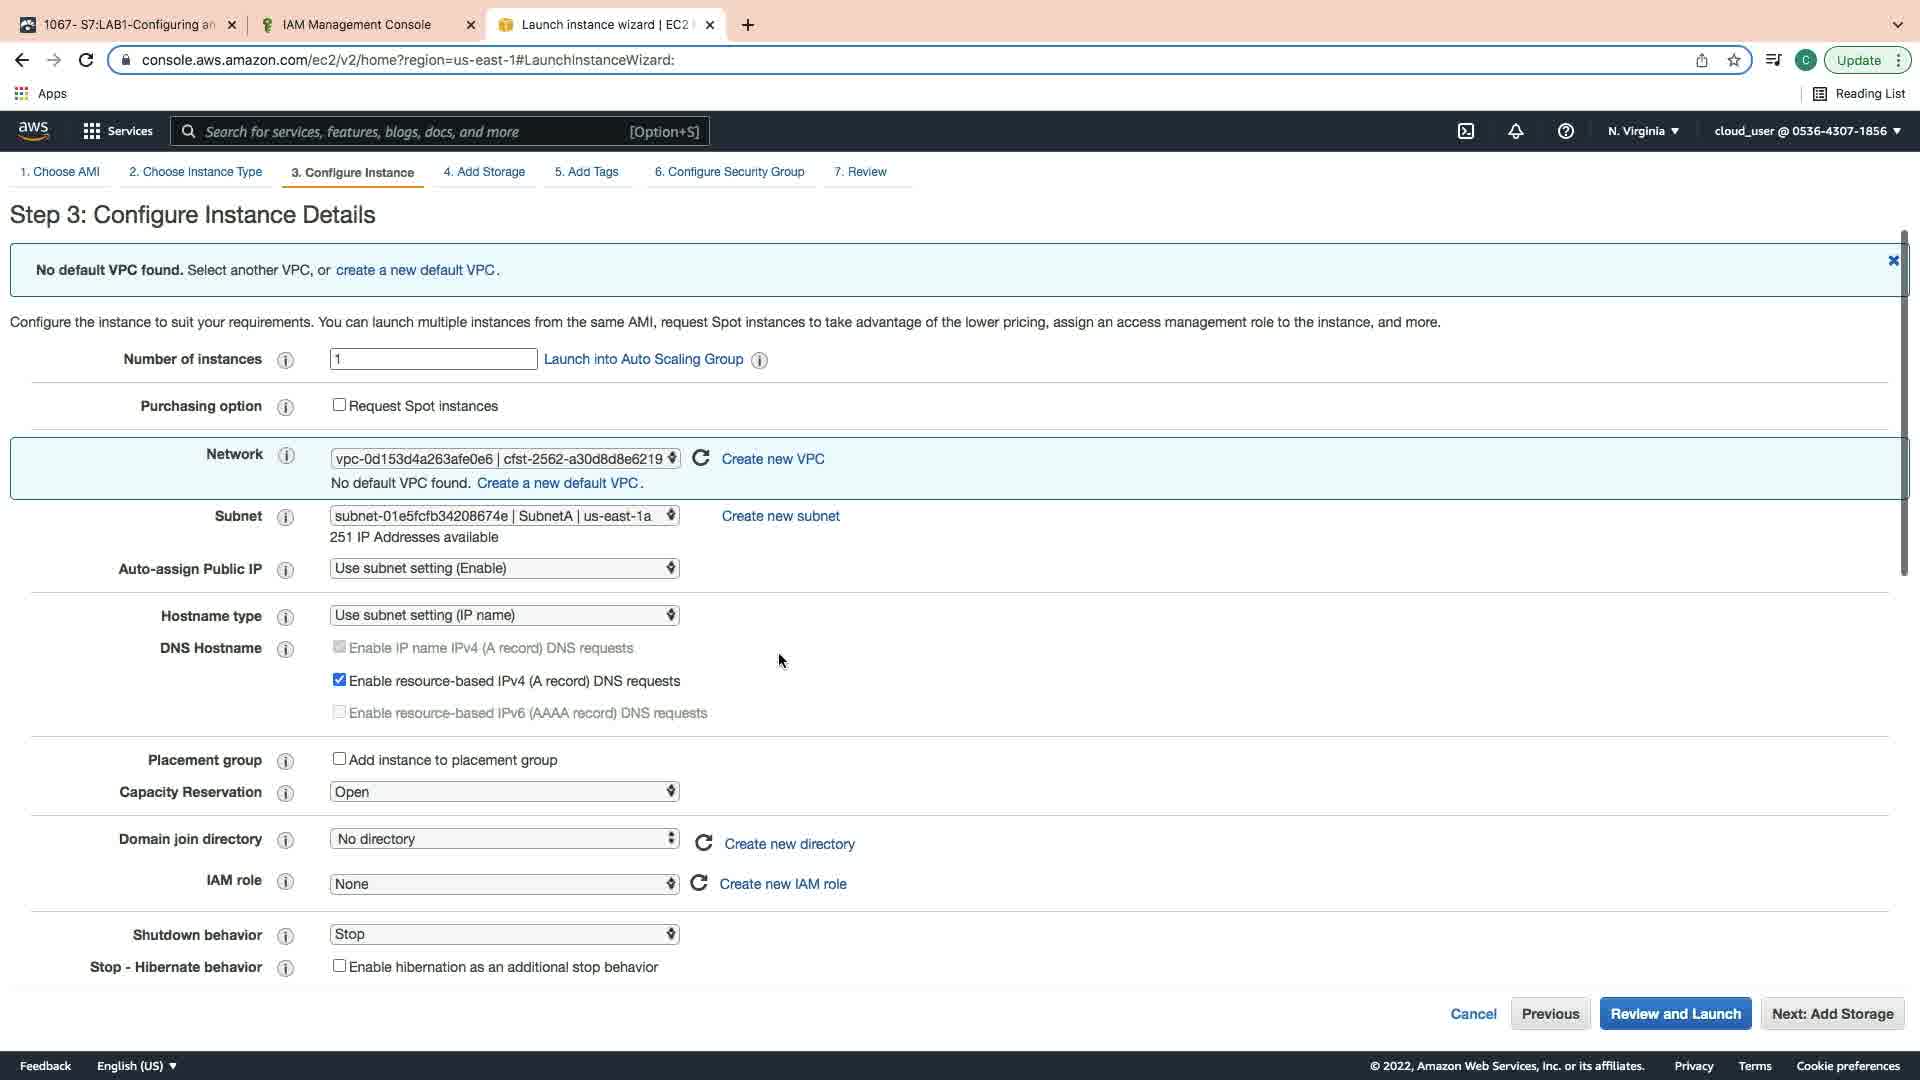 1067- S7:LAB1-Configuring an
IAM Management Console
Launch instance wizard | EC2
console.aws.amazon.com/ec2/v2/home?region=us-east-1#LaunchInstanceWizard:
C
Update
Apps
Reading List
aws
Services
Search for services, features, blogs, docs, and more [Option+S]
N. Virginia ▼
cloud_user @ 0536-4307-1856 ▼
1. Choose AMI 2. Choose Instance Type 3. Configure Instance 4. Add Storage 5. Add Tags 6. Configure Security Group 7. Review
Step 3: Configure Instance Details
No default VPC found. Select another VPC, or create a new default VPC.
Configure the instance to suit your requirements. You can launch multiple instances from the same AMI, request Spot instances to take advantage of the lower pricing, assign an access management role to the instance, and more.
Number of instances 1 Launch into Auto Scaling Group
Purchasing option Request Spot instances
Network vpc-0d153d4a263afe0e6 | cfst-2562-a30d8d8e6219 Create new VPC
No default VPC found. Create a new default VPC.
Subnet subnet-01e5fcfb34208674e | SubnetA | us-east-1a Create new subnet
251 IP Addresses available
Auto-assign Public IP Use subnet setting (Enable)
Hostname type Use subnet setting (IP name)
DNS Hostname Enable IP name IPv4 (A record) DNS requests
Enable resource-based IPv4 (A record) DNS requests
Enable resource-based IPv6 (AAAA record) DNS requests
Placement group Add instance to placement group
Capacity Reservation Open
Domain join directory No directory Create new directory
IAM role None Create new IAM role
Shutdown behavior Stop
Stop - Hibernate behavior Enable hibernation as an additional stop behavior
Cancel Previous Review and Launch Next: Add Storage
Feedback English (US) ▼ © 2022, Amazon Web Services, Inc. or its affiliates. Privacy Terms Cookie preferences